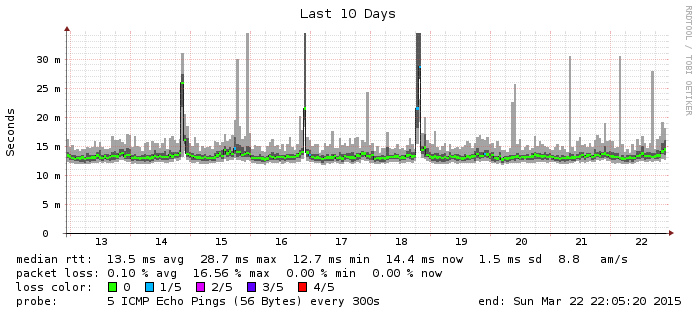 Last 10 Days
RRDTOOL / TOBI OETIKER
Seconds
30 m
25 m
20 m
15 m
10 m
5 m
0
13 14 15 16 17 18 19 20 21 22
median rtt: 13.5 ms avg 28.7 ms max 12.7 ms min 14.4 ms now 1.5 ms sd 8.8 am/s
packet loss: 0.10 % avg 16.56 % max 0.00 % min 0.00 % now
loss color: 0 1/5 2/5 3/5 4/5
probe: 5 ICMP Echo Pings (56 Bytes) every 300s end: Sun Mar 22 22:05:20 2015